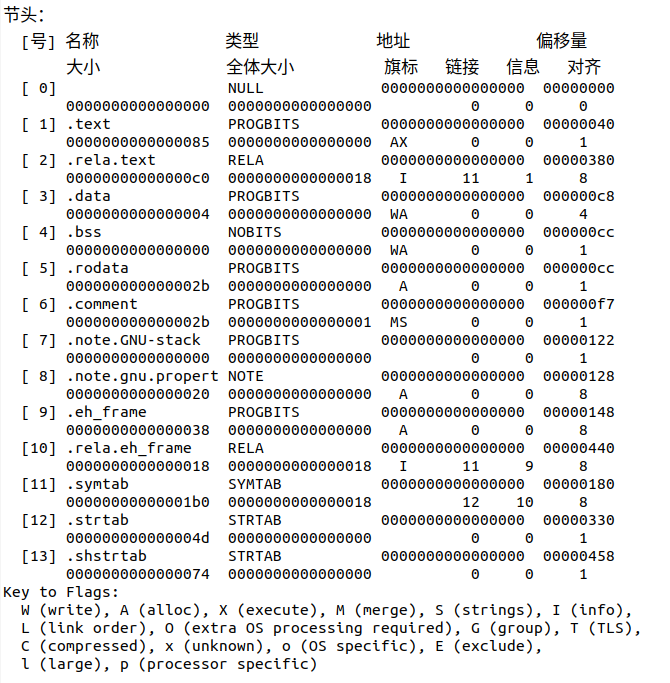 节头：
[号] 名称 类型 地址 偏移量
大小 全体大小 旗标 链接 信息 对齐
[ 0] NULL 0000000000000000 00000000
0000000000000000 0000000000000000 0 0 0
[ 1] .text PROGBITS 0000000000000000 00000040
0000000000000085 0000000000000000 AX 0 0 1
[ 2] .rela.text RELA 0000000000000000 00000380
00000000000000c0 0000000000000018 I 11 1 8
[ 3] .data PROGBITS 0000000000000000 000000c8
0000000000000004 0000000000000000 WA 0 0 4
[ 4] .bss NOBITS 0000000000000000 000000cc
0000000000000000 0000000000000000 WA 0 0 1
[ 5] .rodata PROGBITS 0000000000000000 000000cc
000000000000002b 0000000000000000 A 0 0 1
[ 6] .comment PROGBITS 0000000000000000 000000f7
000000000000002b 0000000000000001 MS 0 0 1
[ 7] .note.GNU-stack PROGBITS 0000000000000000 00000122
0000000000000000 0000000000000000 0 0 1
[ 8] .note.gnu.propert NOTE 0000000000000000 00000128
0000000000000020 0000000000000000 A 0 0 8
[ 9] .eh_frame PROGBITS 0000000000000000 00000148
0000000000000038 0000000000000000 A 0 0 8
[10] .rela.eh_frame RELA 0000000000000000 00000440
0000000000000018 0000000000000018 I 11 9 8
[11] .symtab SYMTAB 0000000000000000 00000180
00000000000001b0 0000000000000018 12 10 8
[12] .strtab STRTAB 0000000000000000 00000330
000000000000004d 0000000000000000 0 0 1
[13] .shstrtab STRTAB 0000000000000000 00000458
0000000000000074 0000000000000000 0 0 1
Key to Flags:
W (write), A (alloc), X (execute), M (merge), S (strings), I (info),
L (link order), O (extra OS processing required), G (group), T (TLS),
C (compressed), x (unknown), o (OS specific), E (exclude),
l (large), p (processor specific)